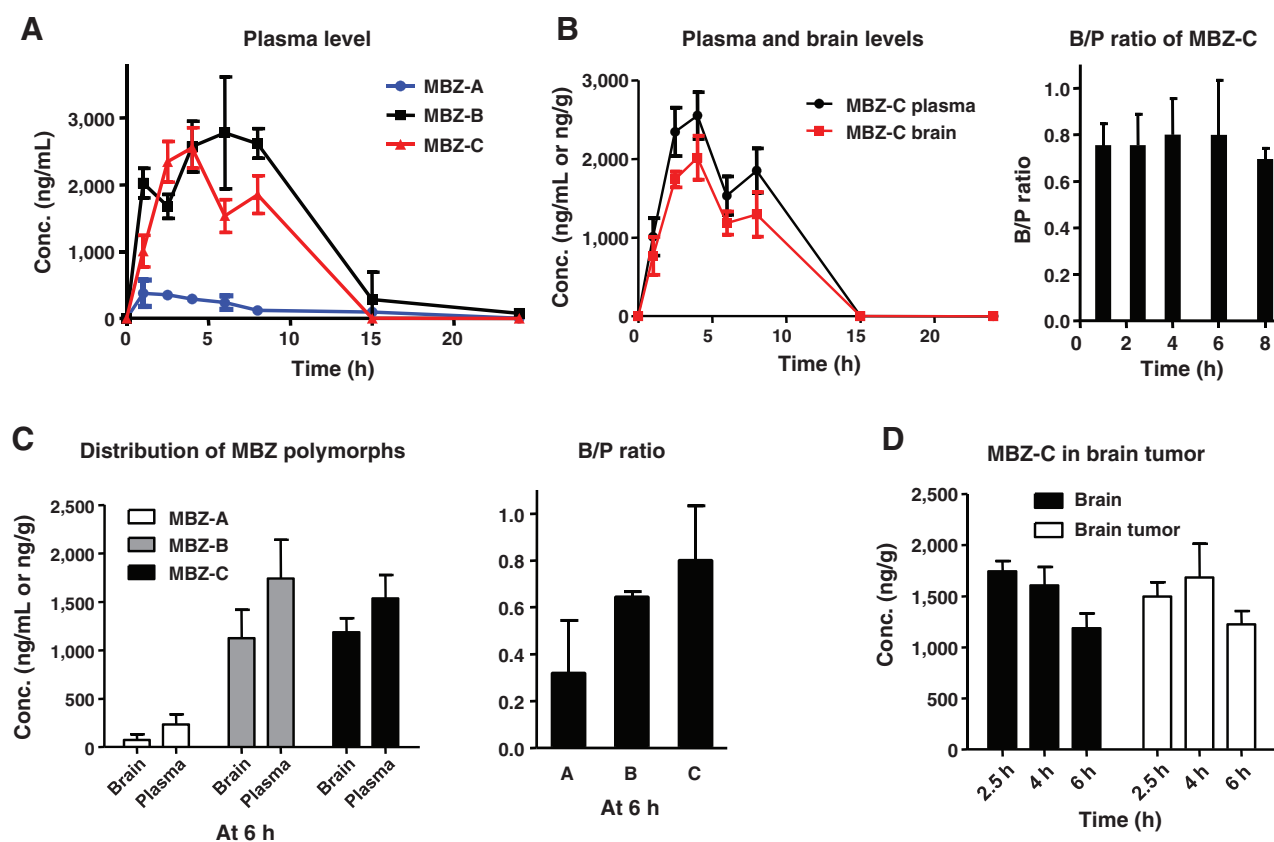 A
Plasma level
Conc. (ng/mL)
3,000
2,000
1,000
0
0
5
10
15
20
Time (h)
MBZ-A
MBZ-B
MBZ-C
B
Plasma and brain levels
Conc. (ng/mL or ng/g)
3,000
2,000
1,000
0
0
5
10
15
20
Time (h)
MBZ-C plasma
MBZ-C brain
B/P ratio of MBZ-C
B/P ratio
1.0
0.8
0.6
0.4
0.2
0.0
0
2
4
6
8
Time (h)
C
Distribution of MBZ polymorphs
Conc. (ng/mL or ng/g)
2,500
2,000
1,500
1,000
500
0
MBZ-A
MBZ-B
MBZ-C
Brain
Plasma
Brain
Plasma
Brain
Plasma
At 6 h
B/P ratio
1.0
0.8
0.6
0.4
0.2
0.0
A
B
C
At 6 h
D
MBZ-C in brain tumor
Conc. (ng/g)
2,500
2,000
1,500
1,000
500
0
Brain
Brain tumor
2.5 h
4 h
6 h
2.5 h
4 h
6 h
Time (h)